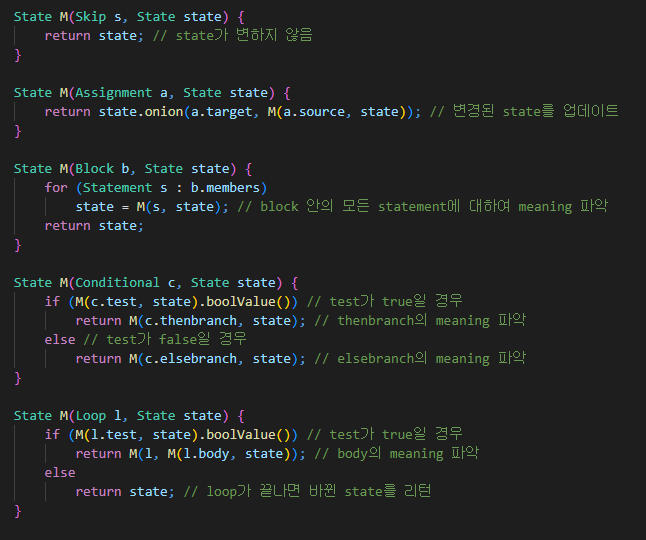 State M(Skip s, State state) {
    return state; // state가 변하지 않음
}
State M(Assignment a, State state) {
    return state.onion(a.target, M(a.source, state)); // 변경된 state를 업데이트
}
State M(Block b, State state) {
    for (Statement s : b.members)
        state = M(s, state); // block 안의 모든 statement에 대하여 meaning 파악
    return state;
}
State M(Conditional c, State state) {
    if (M(c.test, state).boolValue()) // test가 true일 경우
        return M(c.thenbranch, state); // thenbranch의 meaning 파악
    else // test가 false일 경우
        return M(c.elsebranch, state); // elsebranch의 meaning 파악
}
State M(Loop l, State state) {
    if (M(l.test, state).boolValue()) // test가 true일 경우
        return M(l, M(l.body, state)); // body의 meaning 파악
    else
        return state; // loop가 끝나면 바뀐 state를 리턴
}